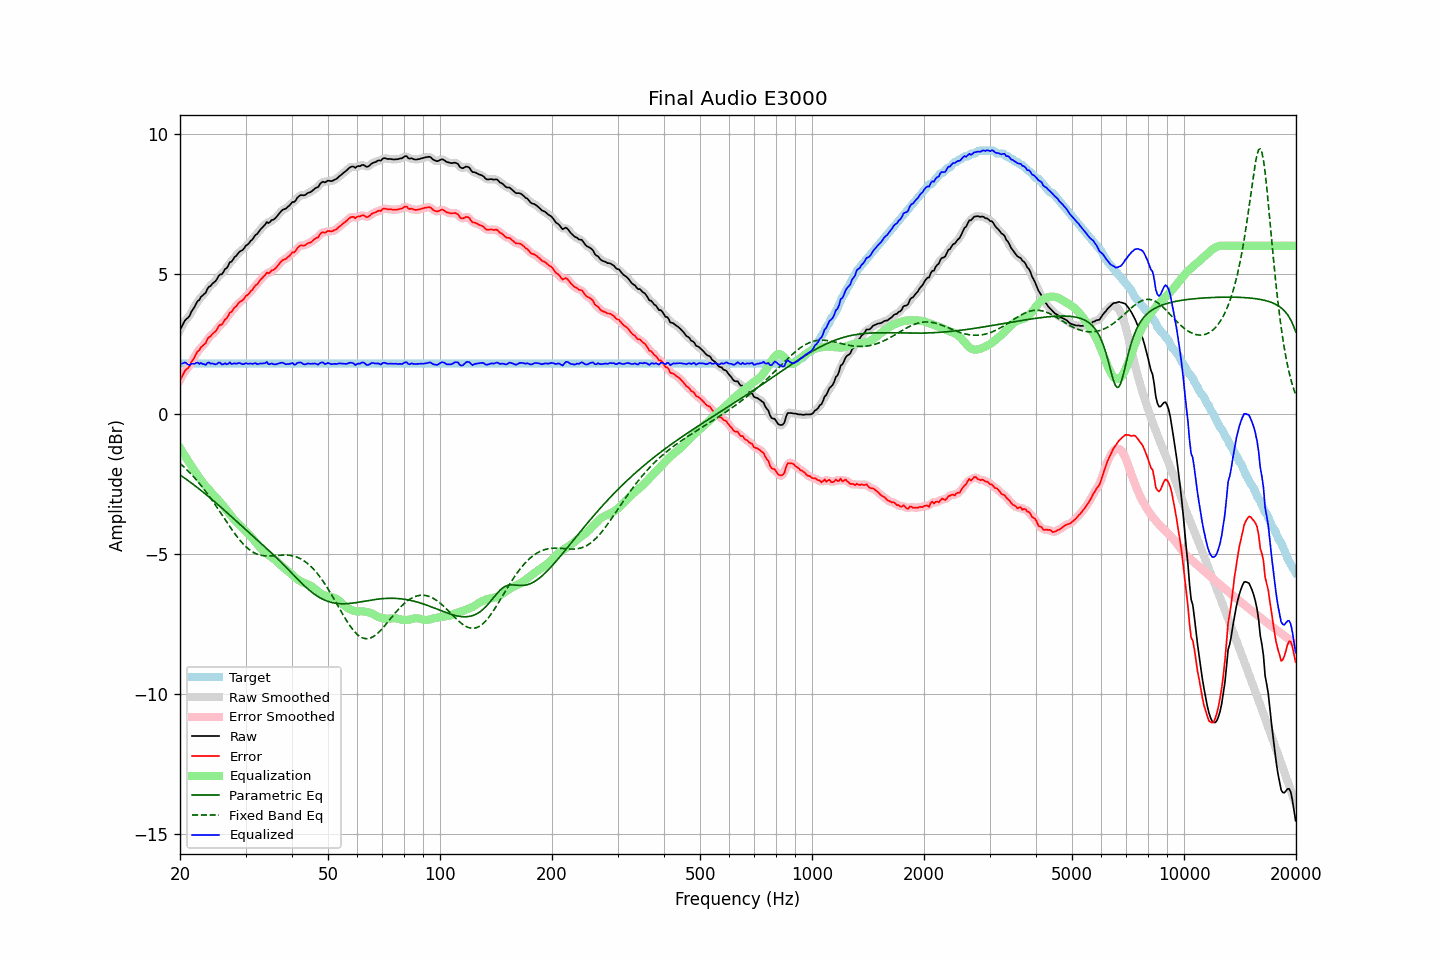 Final Audio E3000
10
5
0
−5
−10
−15
Amplitude (dBr)
Target
Raw Smoothed
Error Smoothed
Raw
Error
Equalization
Parametric Eq
Fixed Band Eq
Equalized
20 50 100 200 500 1000 2000 5000 10000 20000
Frequency (Hz)